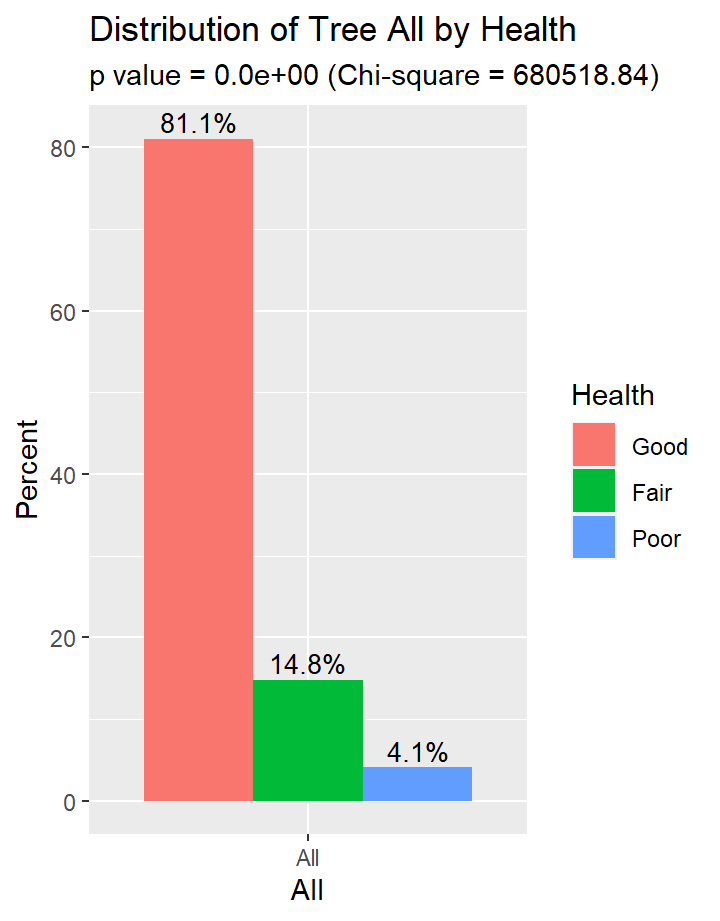 Distribution of Tree All by Health
p value = 0.0e+00 (Chi-square = 680518.84)
81.1%
80
60
Health
Good
Percent
40
Fair
Poor
20
14.8%
4.1%
0
All
All